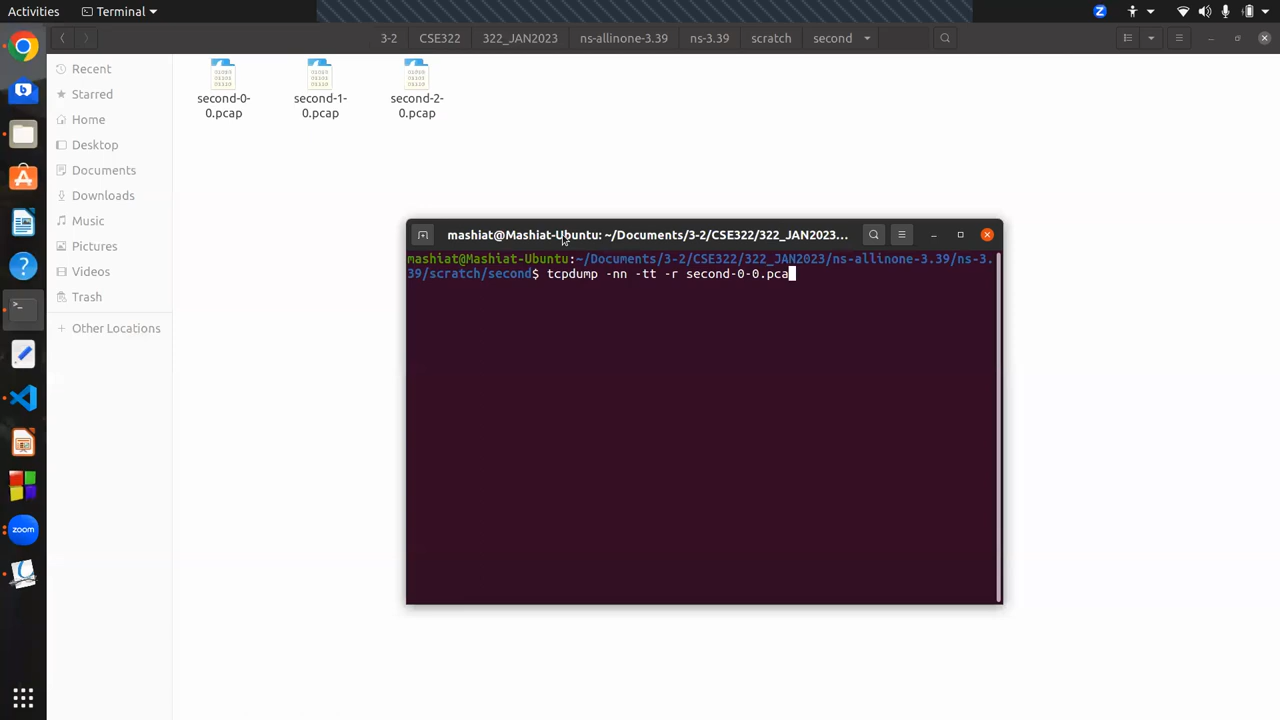 Activities
Terminal
3-2
CSE322
322_JAN2023
ns-allinone-3.39
ns-3.39
scratch
second
Recent
Starred
Home
Desktop
Documents
Downloads
Music
Pictures
Videos
Trash
Other Locations
second-0-
0.pcap
second-1-
0.pcap
second-2-
0.pcap
mashiat@Mashiat-Ubuntu: ~/Documents/3-2/CSE322/322_JAN2023...
mashiat@Mashiat-Ubuntu:~/Documents/3-2/CSE322/322_JAN2023/ns-allinone-3.39/ns-3.
39/scratch/second$ tcpdump -nn -tt -r second-0-0.pca
zoom